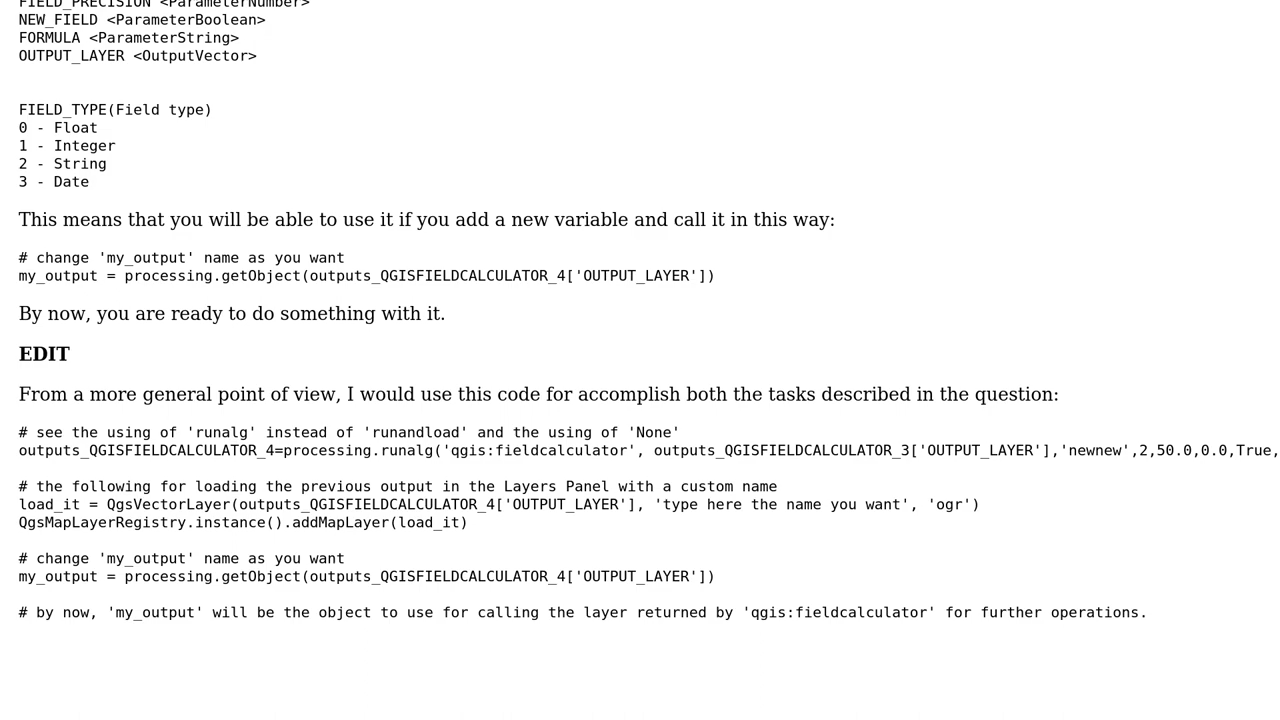 FIELD_PRECISION <ParameterNumber>
NEW_FIELD <ParameterBoolean>
FORMULA <ParameterString>
OUTPUT_LAYER <OutputVector>
FIELD_TYPE(Field type)
0 - Float
1 - Integer
2 - String
3 - Date
This means that you will be able to use it if you add a new variable and call it in this way:
# change 'my_output' name as you want
my_output = processing.getObject(outputs_QGISFIELDCALCULATOR_4['OUTPUT_LAYER'])
By now, you are ready to do something with it.
EDIT
From a more general point of view, I would use this code for accomplish both the tasks described in the question:
# see the using of 'runalg' instead of 'runandload' and the using of 'None'
outputs_QGISFIELDCALCULATOR_4=processing.runalg('qgis:fieldcalculator', outputs_QGISFIELDCALCULATOR_3['OUTPUT_LAYER'],'newnew',2,50.0,0.0,True,
# the following for loading the previous output in the Layers Panel with a custom name
load_it = QgsVectorLayer(outputs_QGISFIELDCALCULATOR_4['OUTPUT_LAYER'], 'type here the name you want', 'ogr')
QgsMapLayerRegistry.instance().addMapLayer(load_it)
# change 'my_output' name as you want
my_output = processing.getObject(outputs_QGISFIELDCALCULATOR_4['OUTPUT_LAYER'])
# by now, 'my_output' will be the object to use for calling the layer returned by 'qgis:fieldcalculator' for further operations.